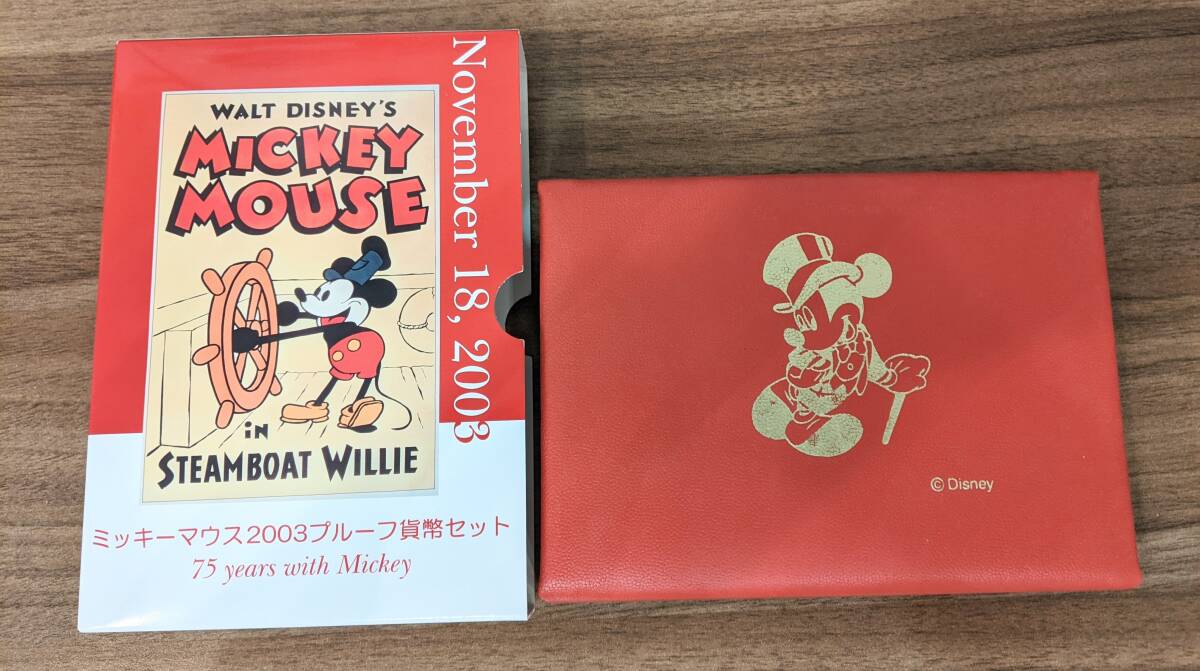 WALT DISNEY'S
MICKEY
MOUSE
IN
STEAMBOAT WILLIE
November 18, 2003
ミッキーマウス2003プルーフ貨幣セット
75 years with Mickey
© Disney